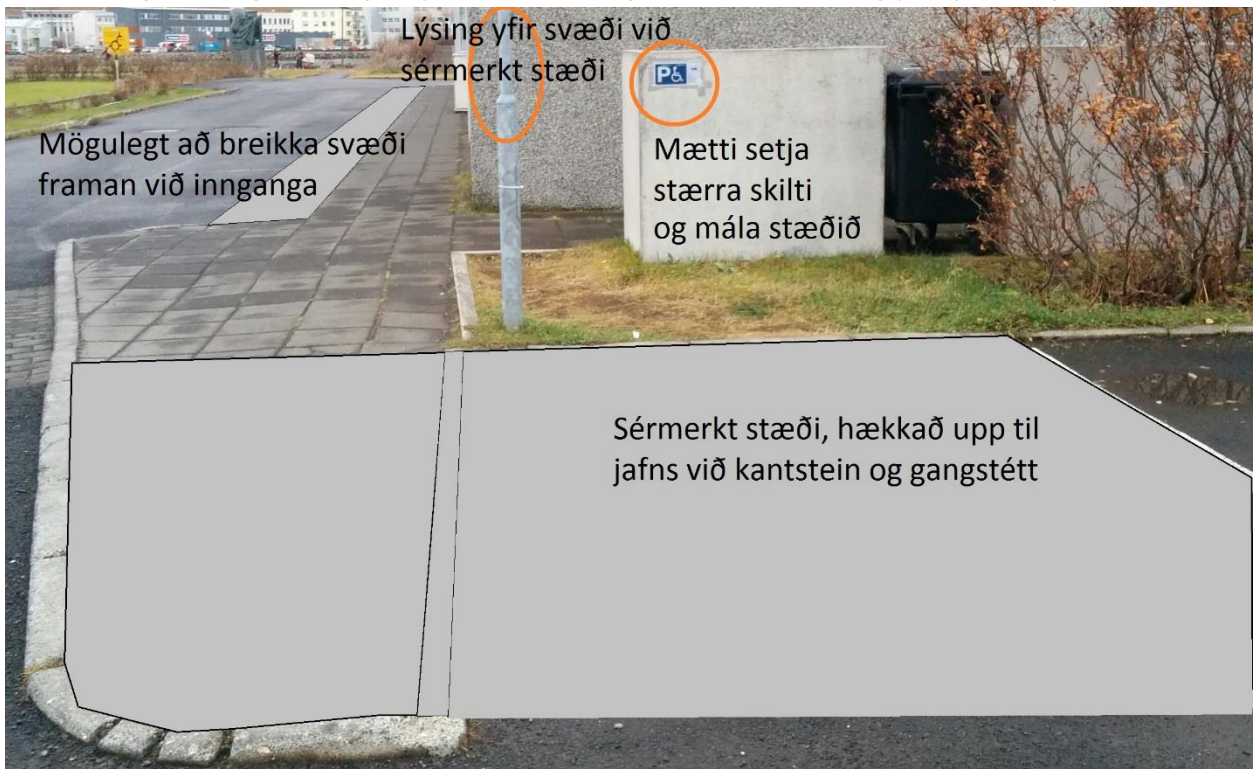 Lýsing yfir svæði við
sérmerkt stæði
P
Mögulegt að breikka svæði
framan við innganga
Mætti setja
stærra skilti
og mála stæðið
Sérmerkt stæði, hækkað upp til
jafns við kantstein og gangstétt